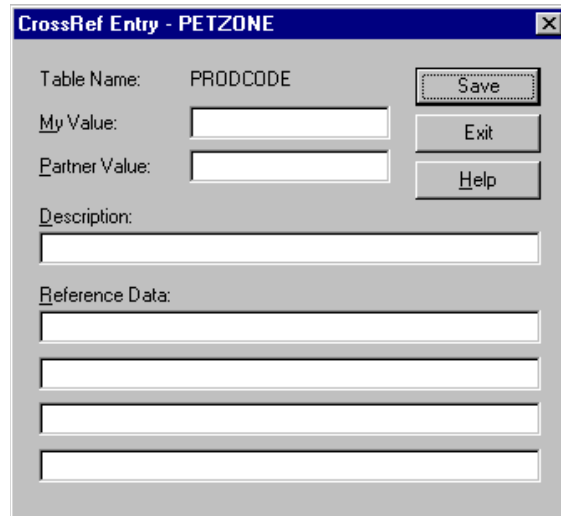 CrossRef Entry - PETZONE
Table Name: PRODCODE
Save
My Value:
Exit
Partner Value:
Help
Description:
Reference Data: